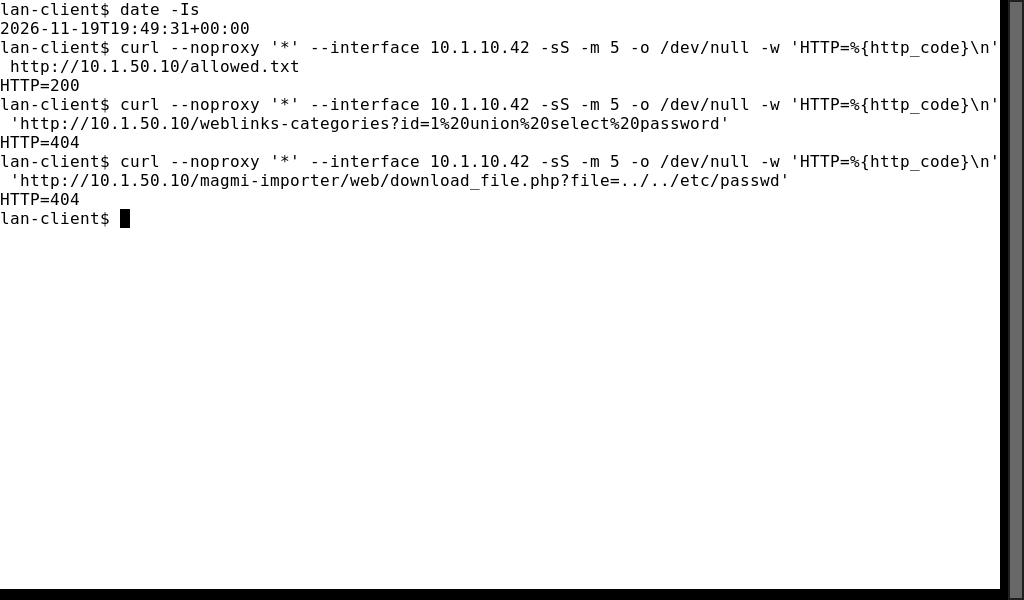 lan-client$ date -Is
2026-11-19T19:49:31+00:00
lan-client$ curl --noproxy '*' --interface 10.1.10.42 -sS -m 5 -o /dev/null -w 'HTTP=%{http_code}\n'
 http://10.1.50.10/allowed.txt
HTTP=200
lan-client$ curl --noproxy '*' --interface 10.1.10.42 -sS -m 5 -o /dev/null -w 'HTTP=%{http_code}\n'
 'http://10.1.50.10/weblinks-categories?id=1%20union%20select%20password'
HTTP=404
lan-client$ curl --noproxy '*' --interface 10.1.10.42 -sS -m 5 -o /dev/null -w 'HTTP=%{http_code}\n'
 'http://10.1.50.10/magmi-importer/web/download_file.php?file=../../etc/passwd'
HTTP=404
lan-client$